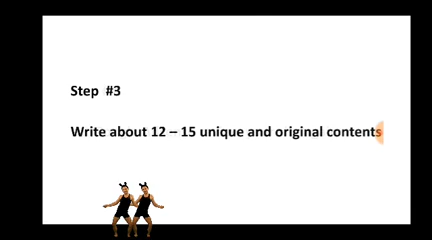 Step #3
Write about 12 – 15 unique and original contents